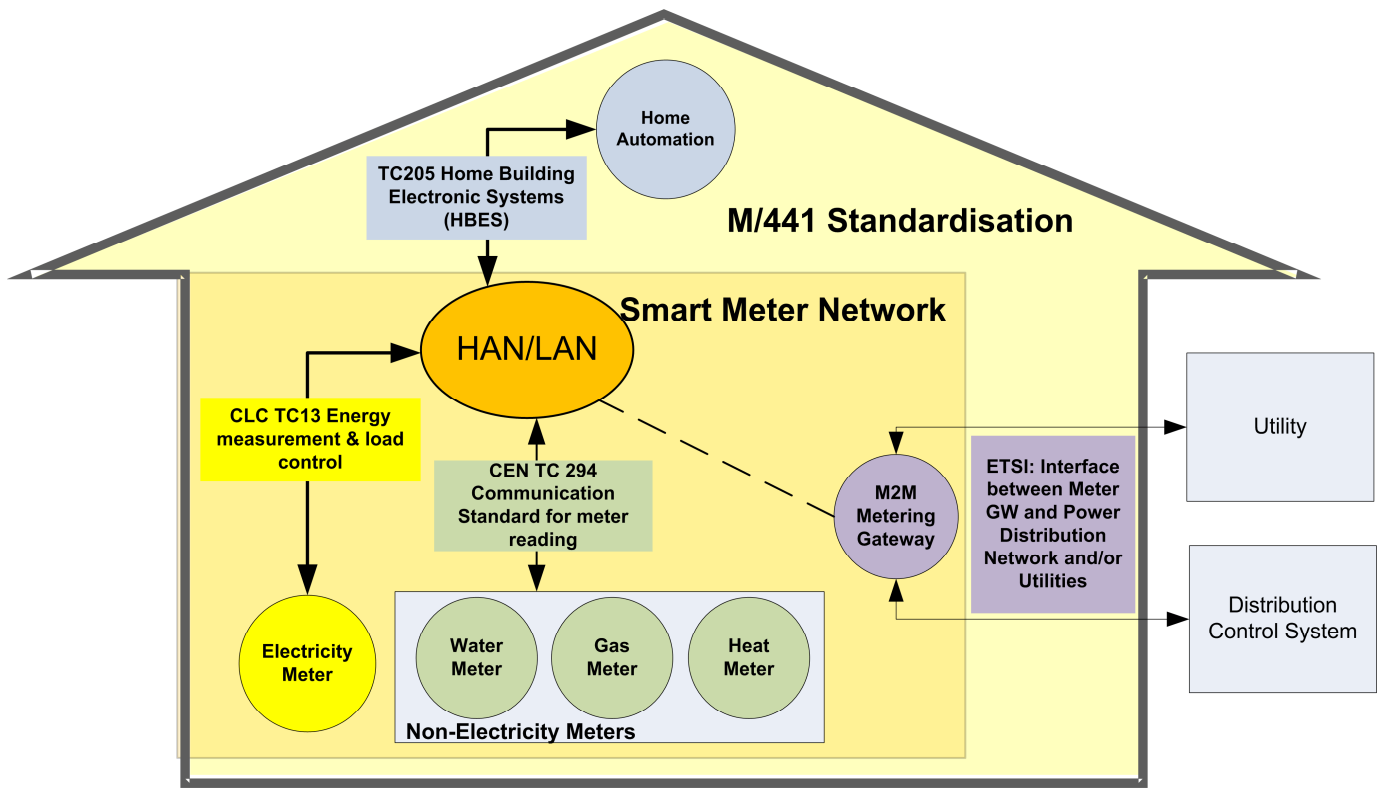 Home
Automation
TC205 Home Building
Electronic Systems
(HBES)
M/441 Standardisation
Smart Meter Network
HAN/LAN
CLC TC13 Energy
measurement & load
control
CEN TC 294
Communication
Standard for meter
reading
M2M
Metering
Gateway
ETSI: Interface
between Meter
GW and Power
Distribution
Network and/or
Utilities
Utility
Distribution
Control System
Electricity
Meter
Water
Meter
Gas
Meter
Heat
Meter
Non-Electricity Meters